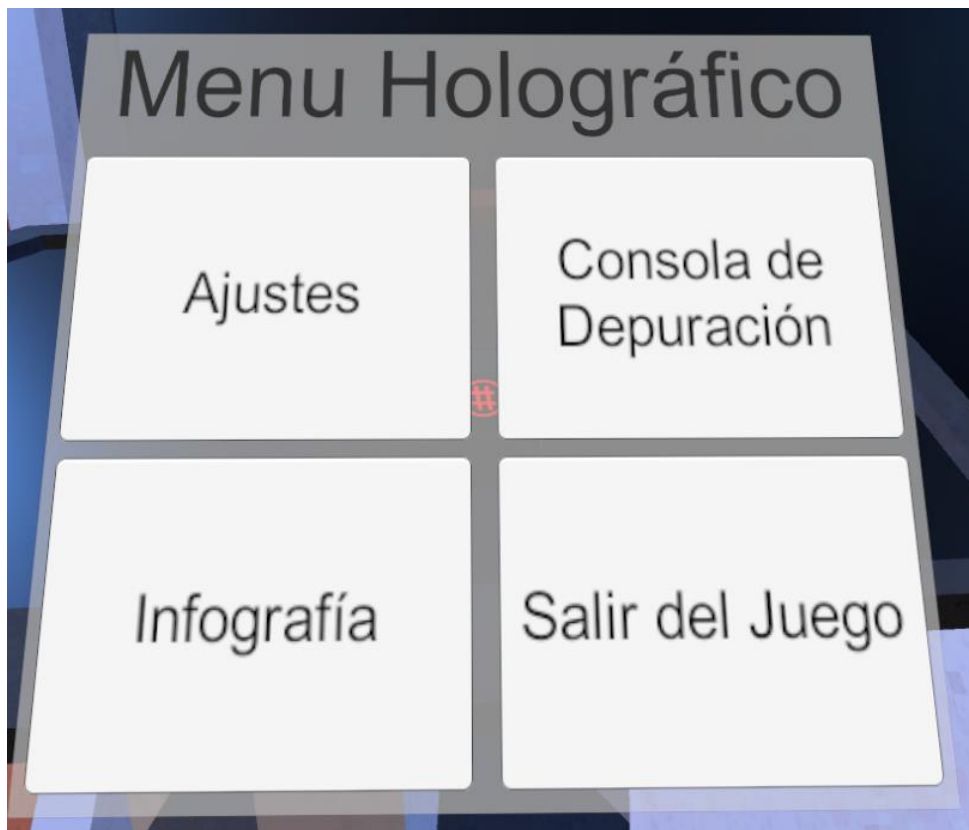 Menu Holográfico
Ajustes
Consola de
Depuración
#
Infografía
Salir del Juego